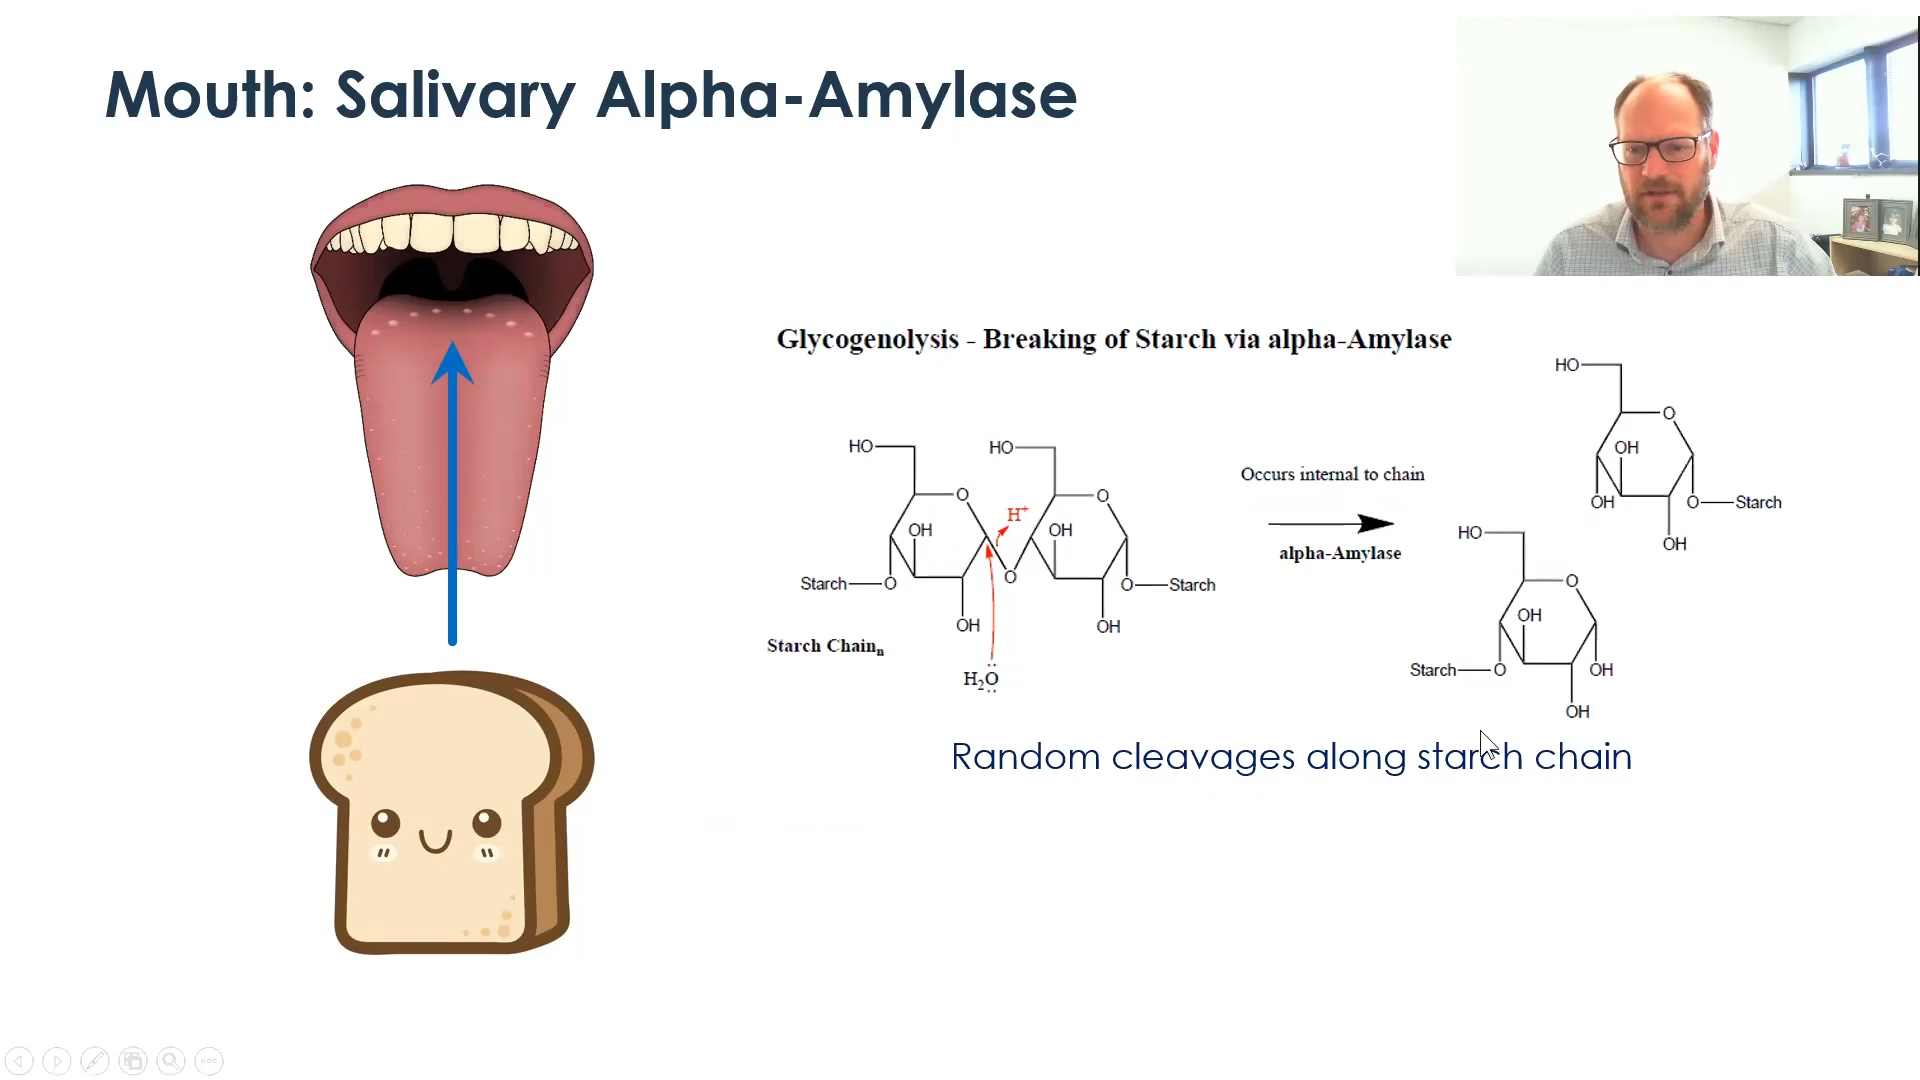 Mouth: Salivary Alpha-Amylase
Glycogenolysis - Breaking of Starch via alpha-Amylase
HO
HO
HO
OH
O
H⁺
O
OH
Occurs internal to chain
alpha-Amylase
O
OH
OH
O
Starch
OH
Starch
O
O
O
Starch
OH
OH
HO
O
OH
Starch
O
OH
OH
Starch Chainₙ
H₂O
Random cleavages along starch chain